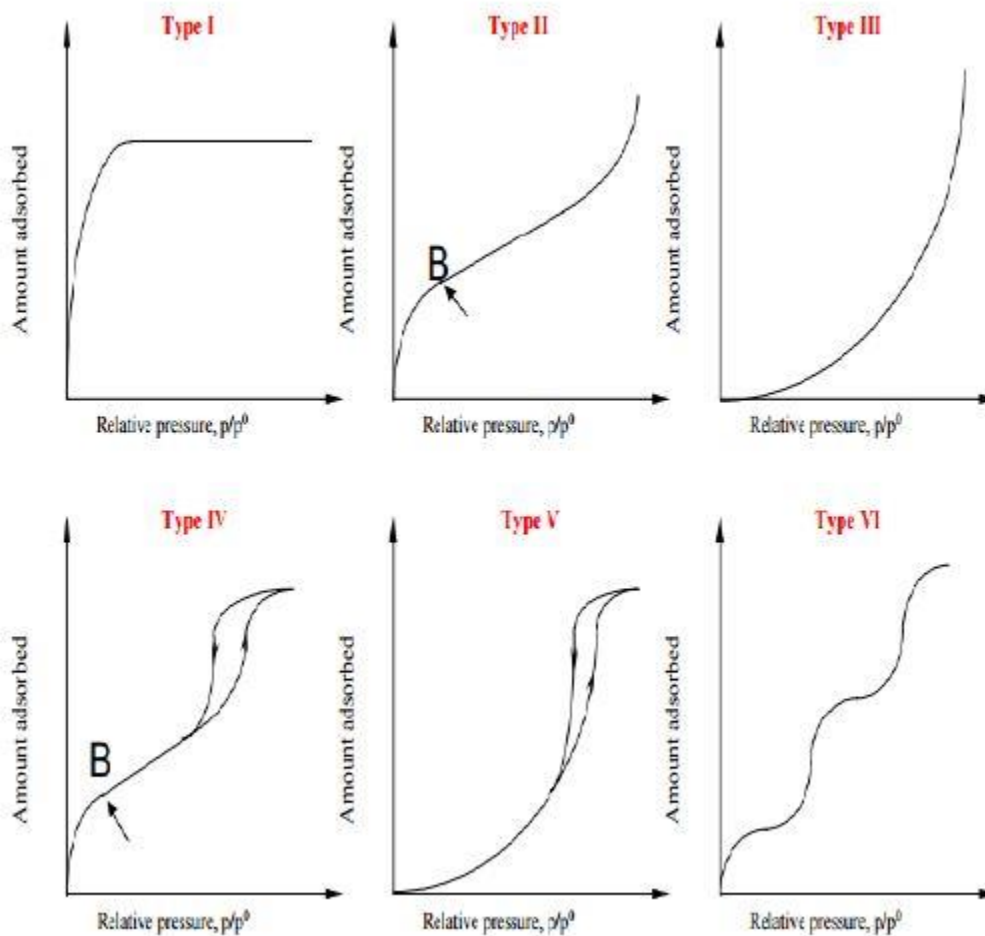 Type I
Type II
Type III
Amount adsorbed
Amount adsorbed
Amount adsorbed
B
Relative pressure, p/p⁰
Relative pressure, p/p⁰
Relative pressure, p/p⁰
Type IV
Type V
Type VI
Amount adsorbed
Amount adsorbed
Amount adsorbed
B
Relative pressure, p/p⁰
Relative pressure, p/p⁰
Relative pressure, p/p⁰